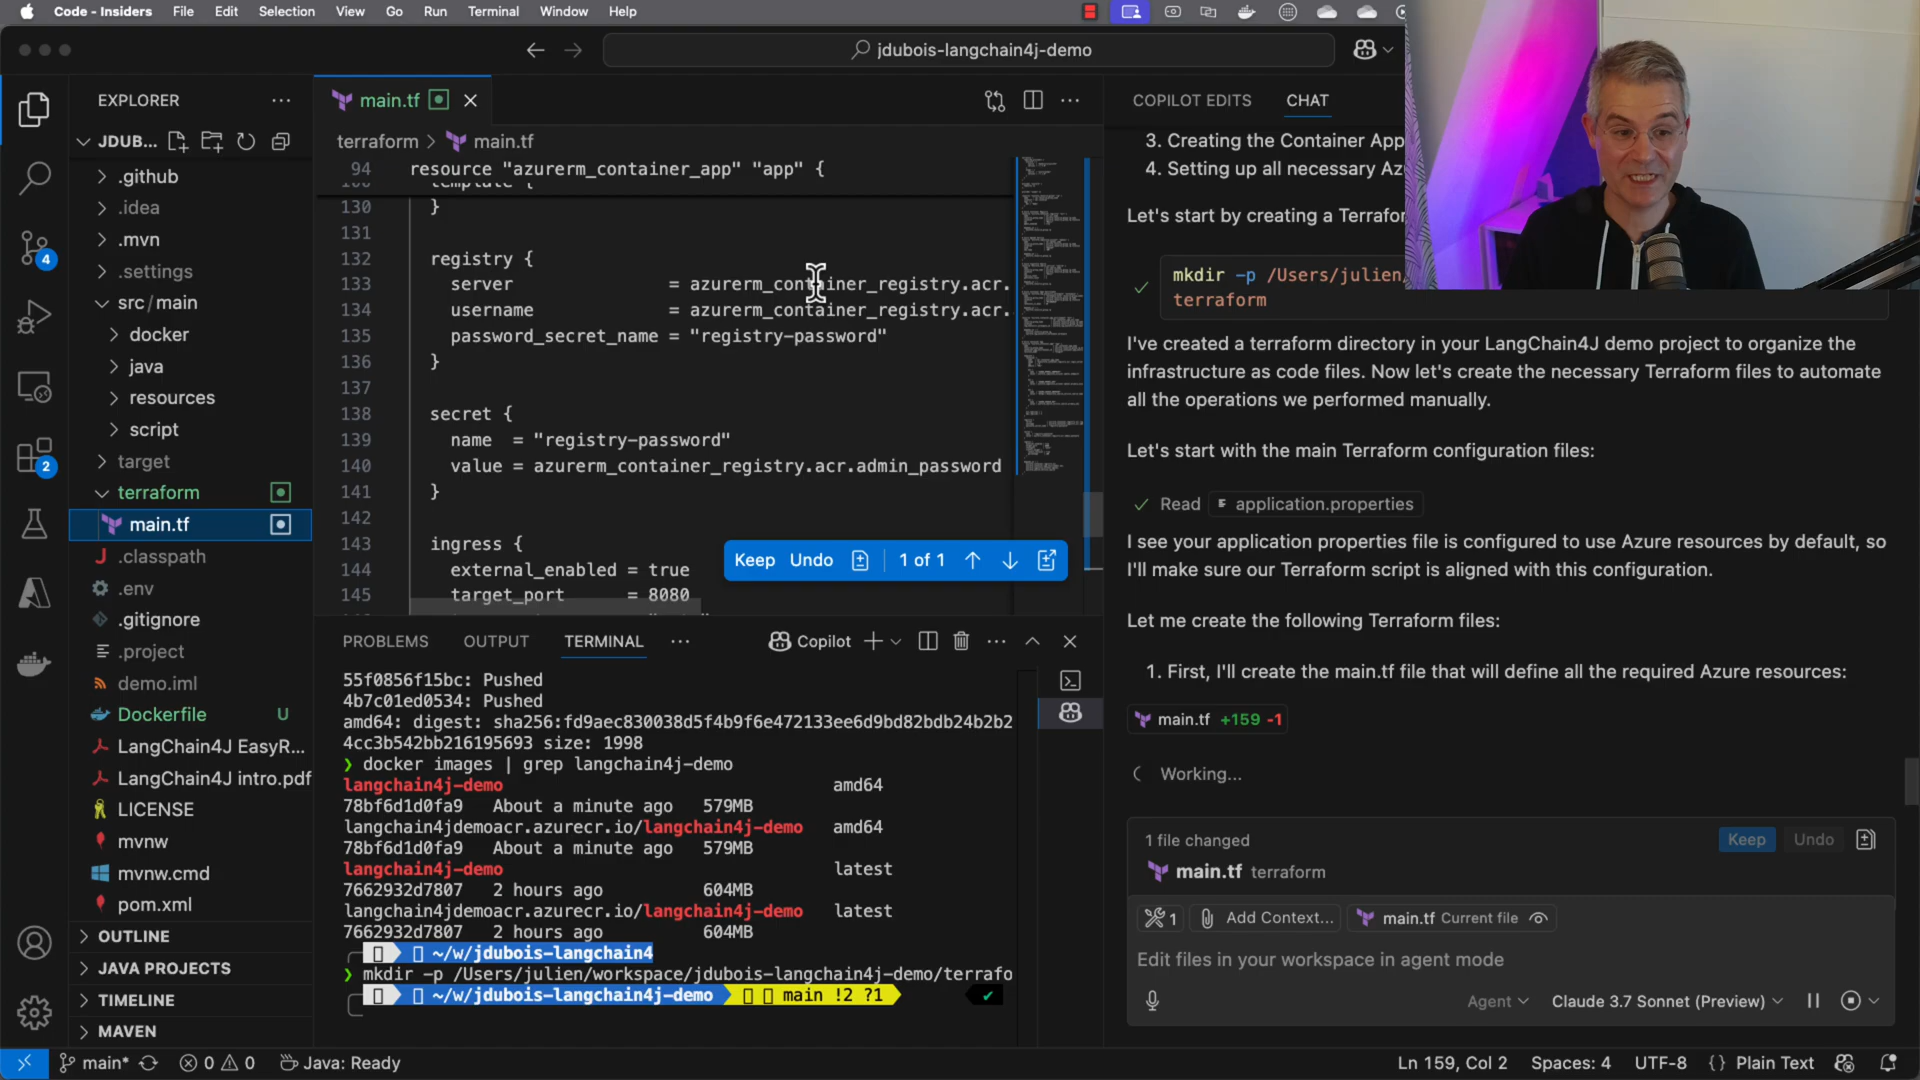 Code - Insiders File Edit Selection View Go Run Terminal Window Help
jdubois-langchain4j-demo
EXPLORER
JDUB...
.github
.idea
.mvn
.settings
src/main
docker
java
resources
script
target
terraform
main.tf
.classpath
.env
.gitignore
.project
demo.iml
Dockerfile U
LangChain4J EasyR...
LangChain4J intro.pdf
LICENSE
mvnw
mvnw.cmd
pom.xml
OUTLINE
JAVA PROJECTS
TIMELINE
MAVEN
4
2
main.tf
terraform > main.tf
94 resource "azurerm_container_app" "app" {
130 }
131
132 registry {
133 server = azurerm_container_registry.acr.
134 username = azurerm_container_registry.acr.
135 password_secret_name = "registry-password"
136 }
137
138 secret {
139 name = "registry-password"
140 value = azurerm_container_registry.acr.admin_password
141 }
142
143 ingress {
144 external_enabled = true
145 target_port = 8080
Keep Undo 1 of 1
PROBLEMS OUTPUT TERMINAL ... Copilot
55f0856f15bc: Pushed
4b7c01ed0534: Pushed
amd64: digest: sha256:fd9aec830038d5f4b9f6e472133ee6d9bd82bdb24b2b2
4cc3b542bb216195693 size: 1998
❯ docker images | grep langchain4j-demo
langchain4j-demo amd64
78bf6d1d0fa9 About a minute ago 579MB
langchain4jdemoacr.azurecr.io/langchain4j-demo amd64
78bf6d1d0fa9 About a minute ago 579MB
langchain4j-demo latest
7662932d7807 2 hours ago 604MB
langchain4jdemoacr.azurecr.io/langchain4j-demo latest
7662932d7807 2 hours ago 604MB
~/w/jdubois-langchain4
❯ mkdir -p /Users/julien/workspace/jdubois-langchain4j-demo/terrafo
~/w/jdubois-langchain4j-demo main !2 ?1 ✔
COPILOT EDITS CHAT
3. Creating the Container App
4. Setting up all necessary Az
Let's start by creating a Terrafor
mkdir -p /Users/julien/
terraform
I've created a terraform directory in your LangChain4J demo project to organize the
infrastructure as code files. Now let's create the necessary Terraform files to automate
all the operations we performed manually.
Let's start with the main Terraform configuration files:
Read application.properties
I see your application properties file is configured to use Azure resources by default, so
I'll make sure our Terraform script is aligned with this configuration.
Let me create the following Terraform files:
1. First, I'll create the main.tf file that will define all the required Azure resources:
main.tf +159 -1
Working...
1 file changed Keep Undo
main.tf terraform
1 Add Context... main.tf Current file
Edit files in your workspace in agent mode
Agent Claude 3.7 Sonnet (Preview)
main* 0 0 Java: Ready Ln 159, Col 2 Spaces: 4 UTF-8 {} Plain Text